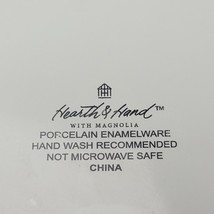 Hearth & Hand™
WITH MAGNOLIA
PORCELAIN ENAMELWARE
HAND WASH RECOMMENDED
NOT MICROWAVE SAFE
CHINA